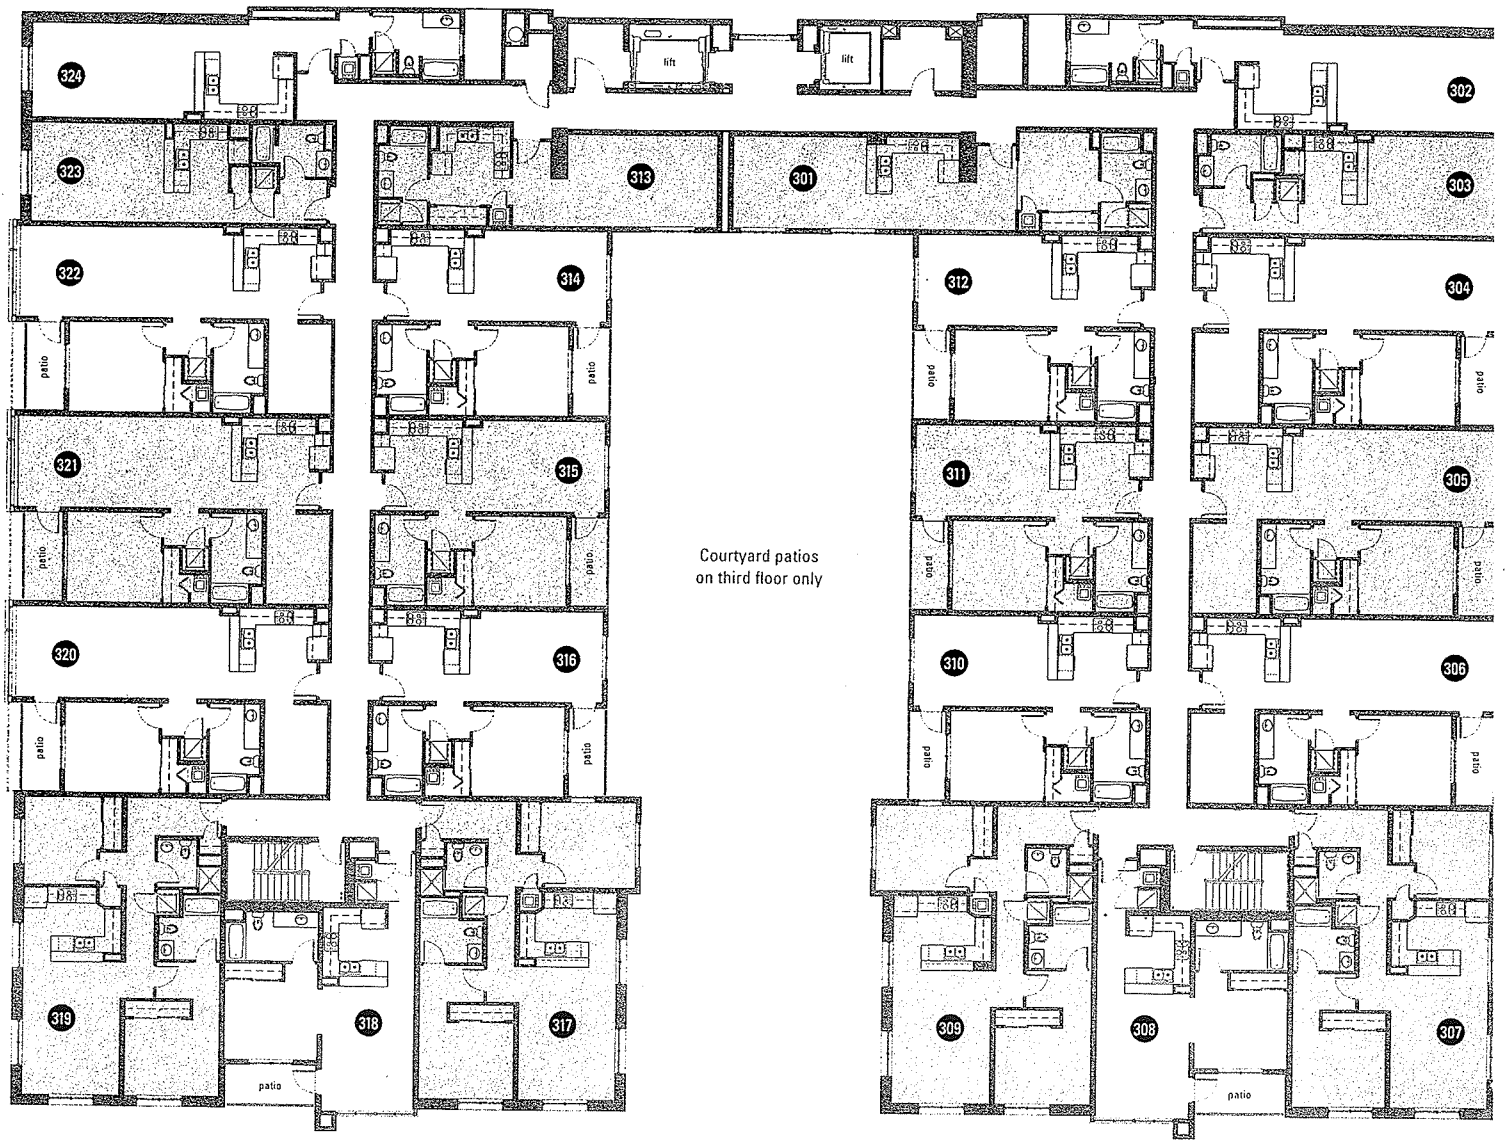 lift
lift
324
302
323
313
301
303
322
314
312
304
patio
patio
patio
patio
321
315
311
305
Courtyard patios
on third floor only
patio
patio
patio
patio
320
316
310
306
patio
patio
patio
patio
319
318
317
309
308
307
patio
patio